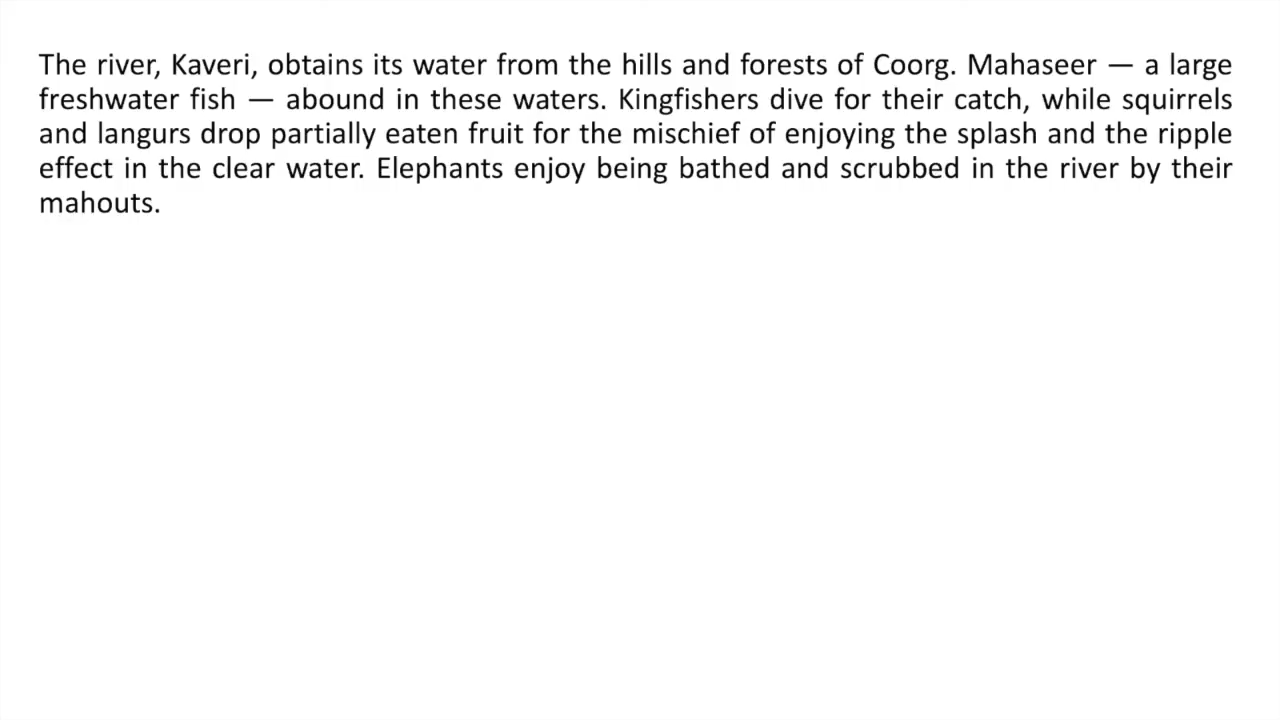 The river, Kaveri, obtains its water from the hills and forests of Coorg. Mahaseer — a large
freshwater fish — abound in these waters. Kingfishers dive for their catch, while squirrels
and langurs drop partially eaten fruit for the mischief of enjoying the splash and the ripple
effect in the clear water. Elephants enjoy being bathed and scrubbed in the river by their
mahouts.